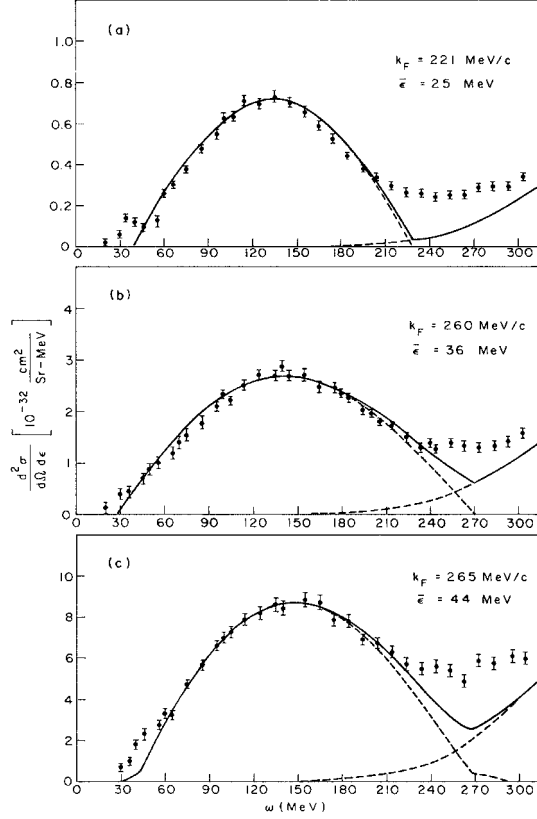 (a)
k_F = 221 MeV/c
ε̄ = 25 MeV
1.0
0.8
0.6
0.4
0.2
0
0 30 60 90 120 150 180 210 240 270 300
(b)
k_F = 260 MeV/c
ε̄ = 36 MeV
4
3
2
1
0
0 30 60 90 120 150 180 210 240 270 300
d²σ/dΩdϵ [10⁻³² cm²/Sr-MeV]
(c)
k_F = 265 MeV/c
ε̄ = 44 MeV
10
8
6
4
2
0
0 30 60 90 120 150 180 210 240 270 300
ω (MeV)